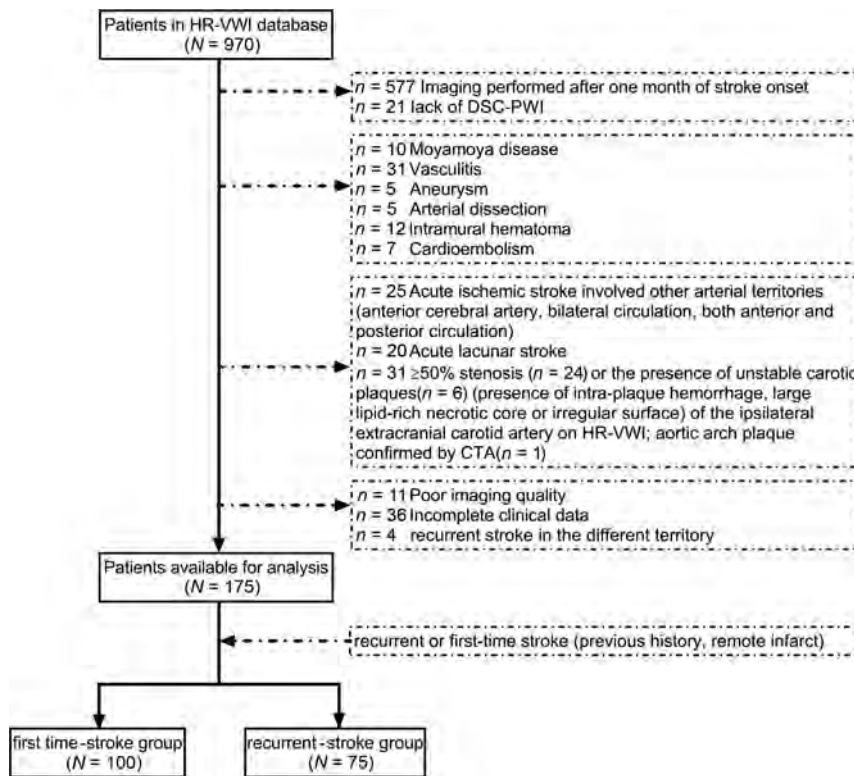 Patients in HR-VWI database
(N = 970)
n = 577 Imaging performed after one month of stroke onset
n = 21 lack of DSC-PWI
n = 10 Moyamoya disease
n = 31 Vasculitis
n = 5 Aneurysm
n = 5 Arterial dissection
n = 12 Intramural hematoma
n = 7 Cardioembolism
n = 25 Acute ischemic stroke involved other arterial territories
(anterior cerebral artery, bilateral circulation, both anterior and
posterior circulation)
n = 20 Acute lacunar stroke
n = 31 ≥50% stenosis (n = 24) or the presence of unstable carotid
plaques(n = 6) (presence of intra-plaque hemorrhage, large
lipid-rich necrotic core or irregular surface) of the ipsilateral
extracranial carotid artery on HR-VWI; aortic arch plaque
confirmed by CTA(n = 1)
n = 11 Poor imaging quality
n = 36 Incomplete clinical data
n = 4 recurrent stroke in the different territory
Patients available for analysis
(N = 175)
recurrent or first-time stroke (previous history, remote infarct)
first time-stroke group
(N = 100)
recurrent-stroke group
(N = 75)